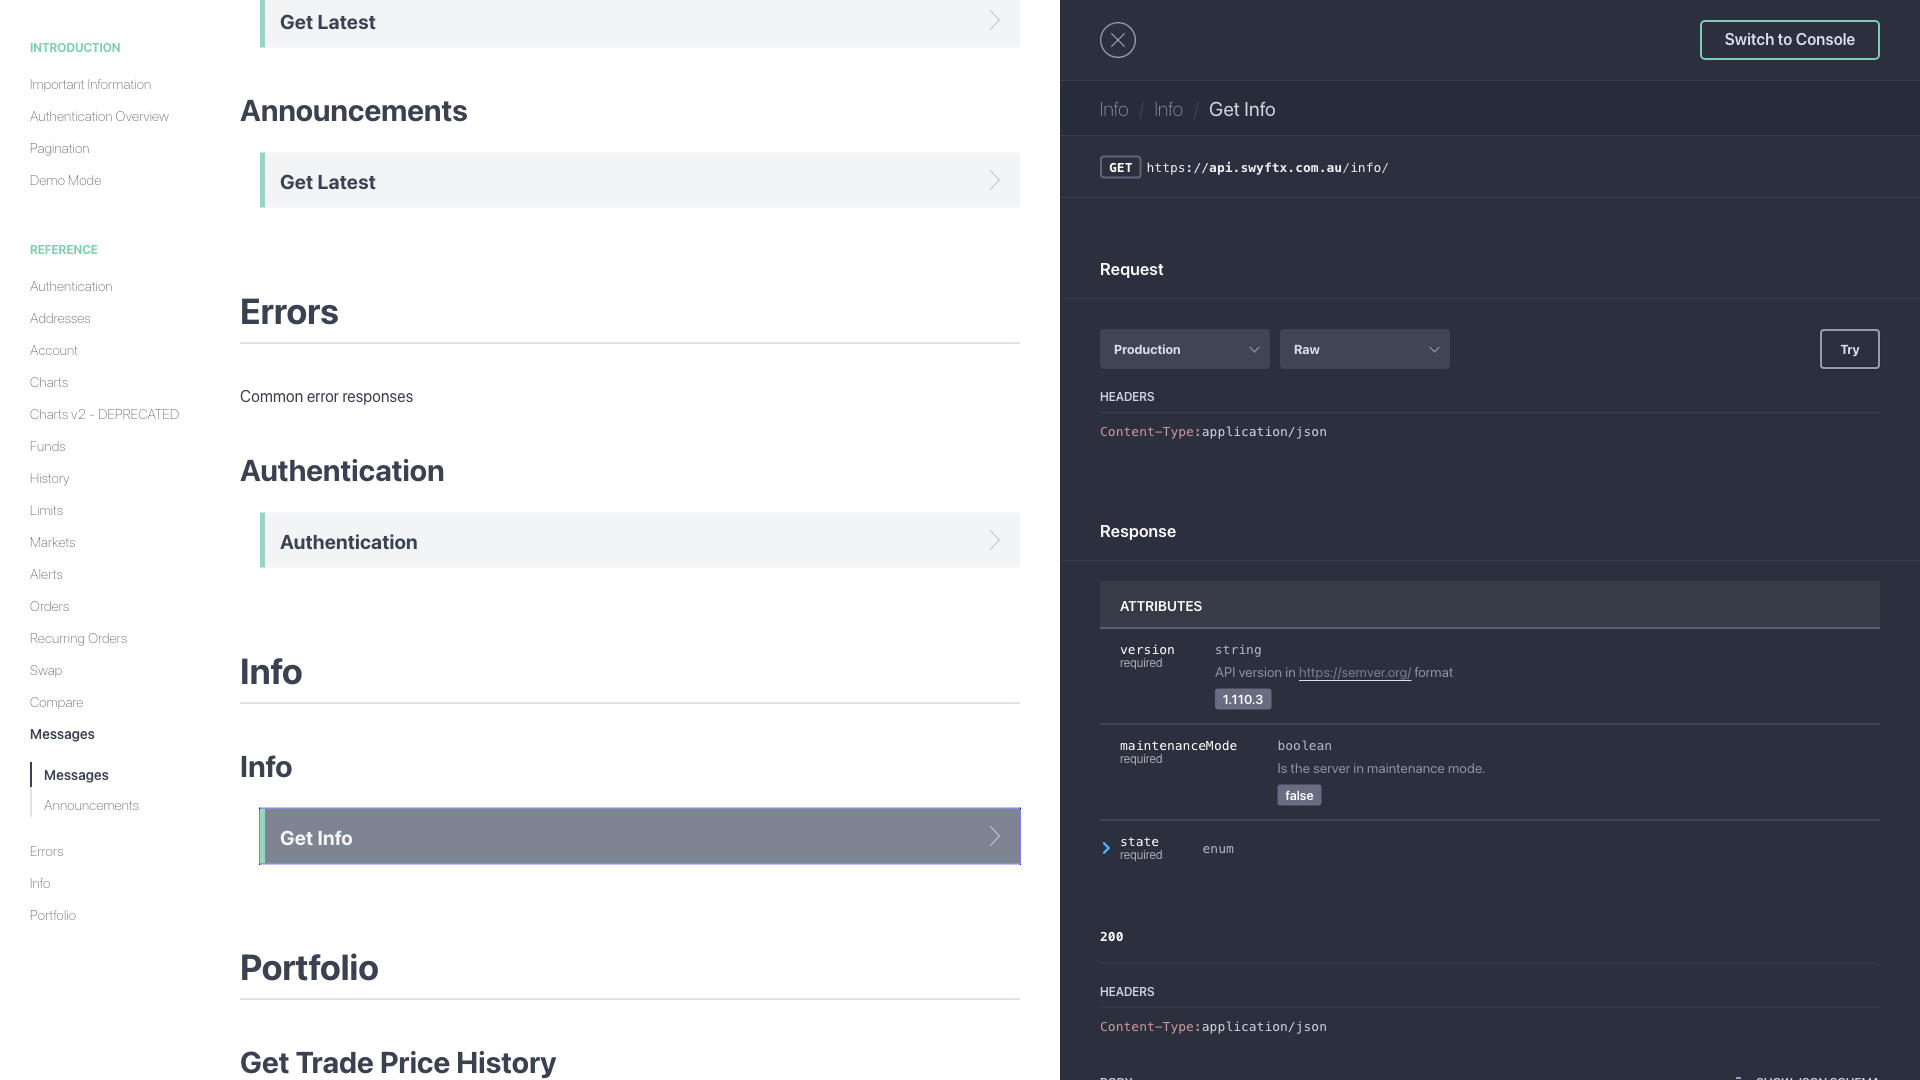 INTRODUCTION
Important Information
Authentication Overview
Pagination
Demo Mode
REFERENCE
Authentication
Addresses
Account
Charts
Charts v2 - DEPRECATED
Funds
History
Limits
Markets
Alerts
Orders
Recurring Orders
Swap
Compare
Messages
Messages
Announcements
Errors
Info
Portfolio
Get Latest
Announcements
Get Latest
Errors
Common error responses
Authentication
Authentication
Info
Info
Get Info
Portfolio
Get Trade Price History
Switch to Console
Info / Info / Get Info
GET https://api.swyftx.com.au/info/
Request
Production Raw Try
HEADERS
Content-Type:application/json
Response
ATTRIBUTES
version string
required
API version in https://semver.org/ format
1.110.3
maintenanceMode boolean
required
Is the server in maintenance mode.
false
state
required
enum
200
HEADERS
Content-Type:application/json
BODY SHOW JSON SCHEMA